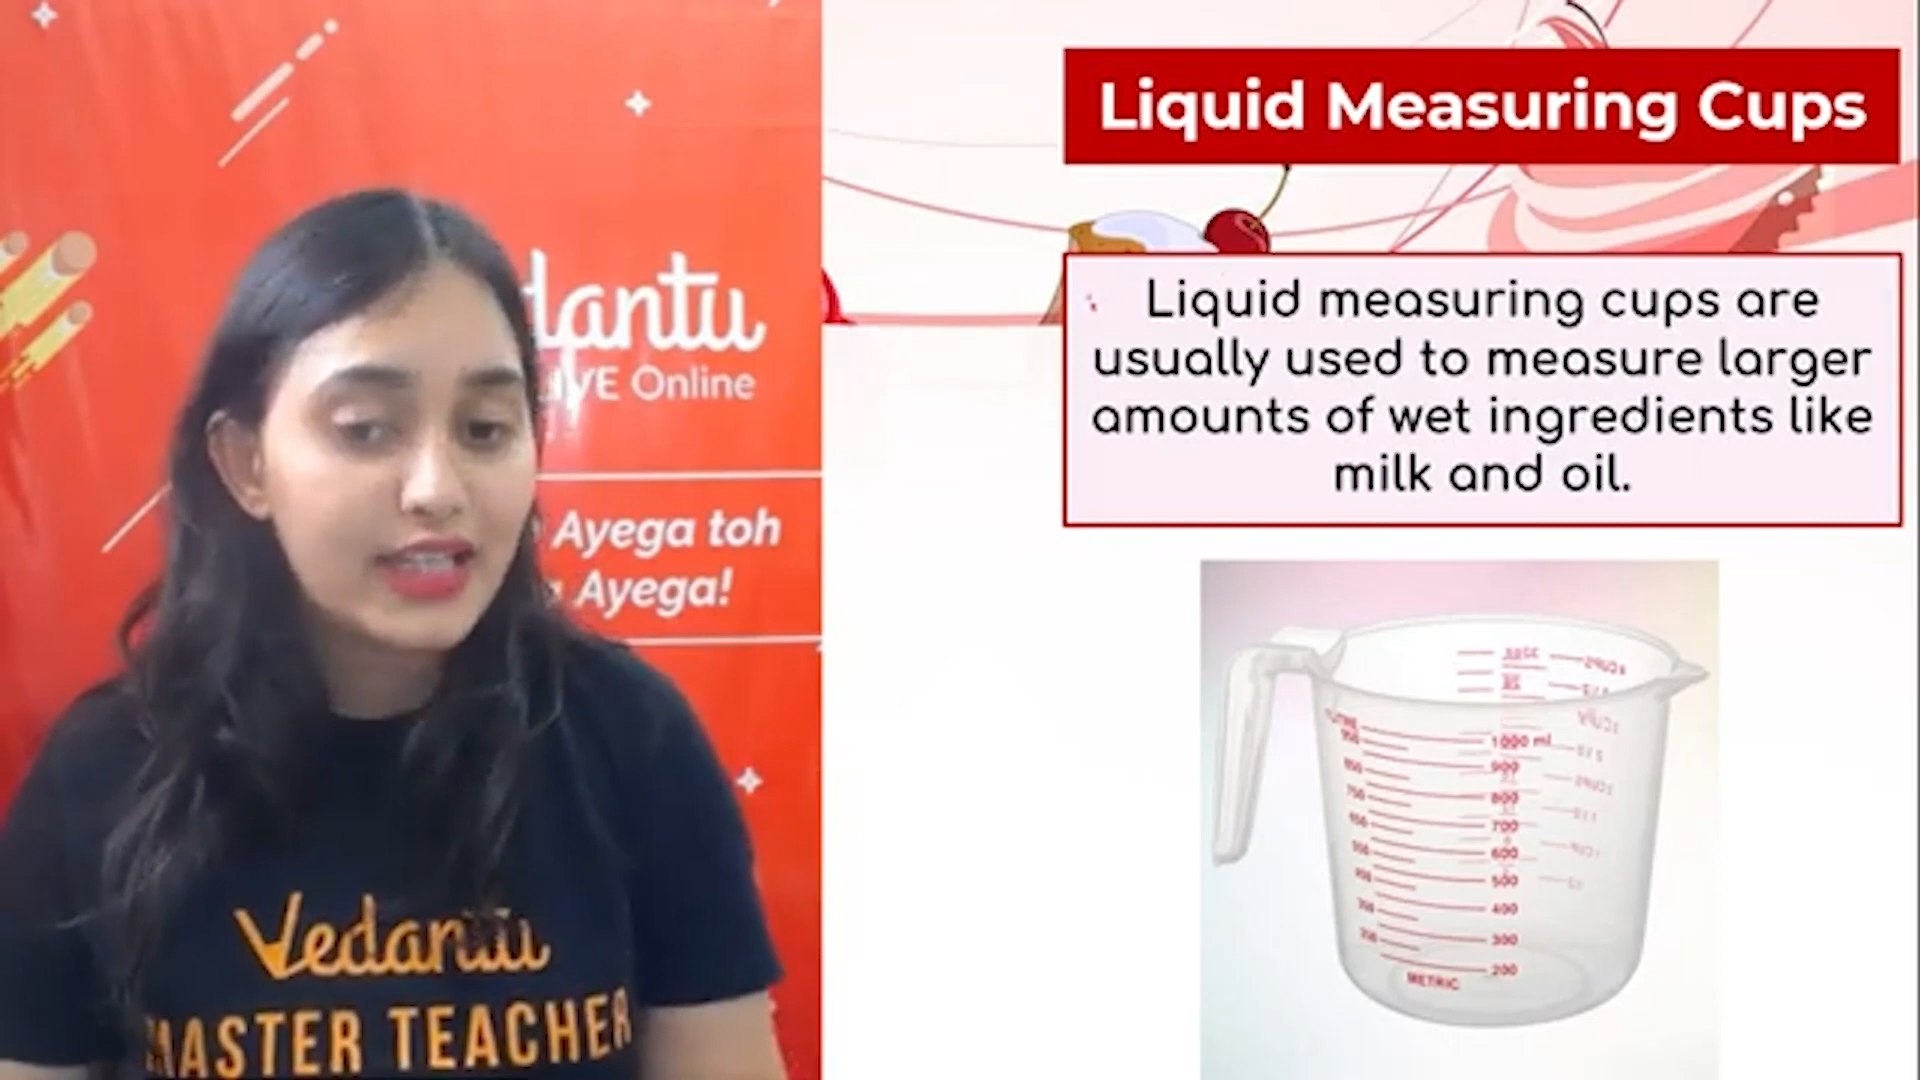 Liquid Measuring Cups
Liquid measuring cups are
usually used to measure larger
amounts of wet ingredients like
milk and oil.
dantu
LIVE Online
Ayega toh
Ayega!
Vedantu
MASTER TEACHER
1000 ml
900
800
700
600
500
400
300
200
METRIC